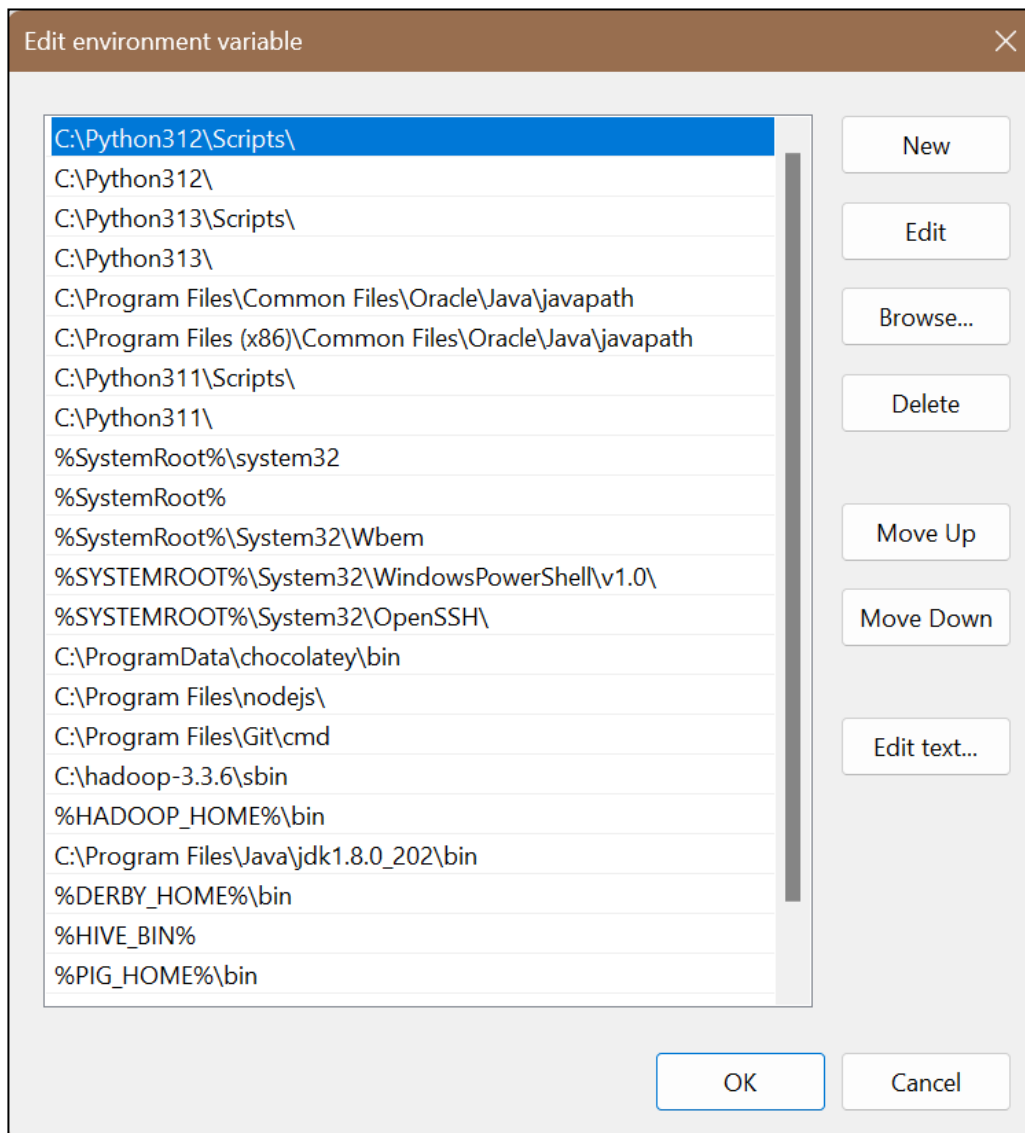 Edit environment variable
C:\Python312\Scripts\
C:\Python312\
C:\Python313\Scripts\
C:\Python313\
C:\Program Files\Common Files\Oracle\Java\javapath
C:\Program Files (x86)\Common Files\Oracle\Java\javapath
C:\Python311\Scripts\
C:\Python311\
%SystemRoot%\system32
%SystemRoot%
%SystemRoot%\System32\Wbem
%SYSTEMROOT%\System32\WindowsPowerShell\v1.0\
%SYSTEMROOT%\System32\OpenSSH\
C:\ProgramData\chocolatey\bin
C:\Program Files\nodejs\
C:\Program Files\Git\cmd
C:\hadoop-3.3.6\sbin
%HADOOP_HOME%\bin
C:\Program Files\Java\jdk1.8.0_202\bin
%DERBY_HOME%\bin
%HIVE_BIN%
%PIG_HOME%\bin
New
Edit
Browse...
Delete
Move Up
Move Down
Edit text...
OK
Cancel